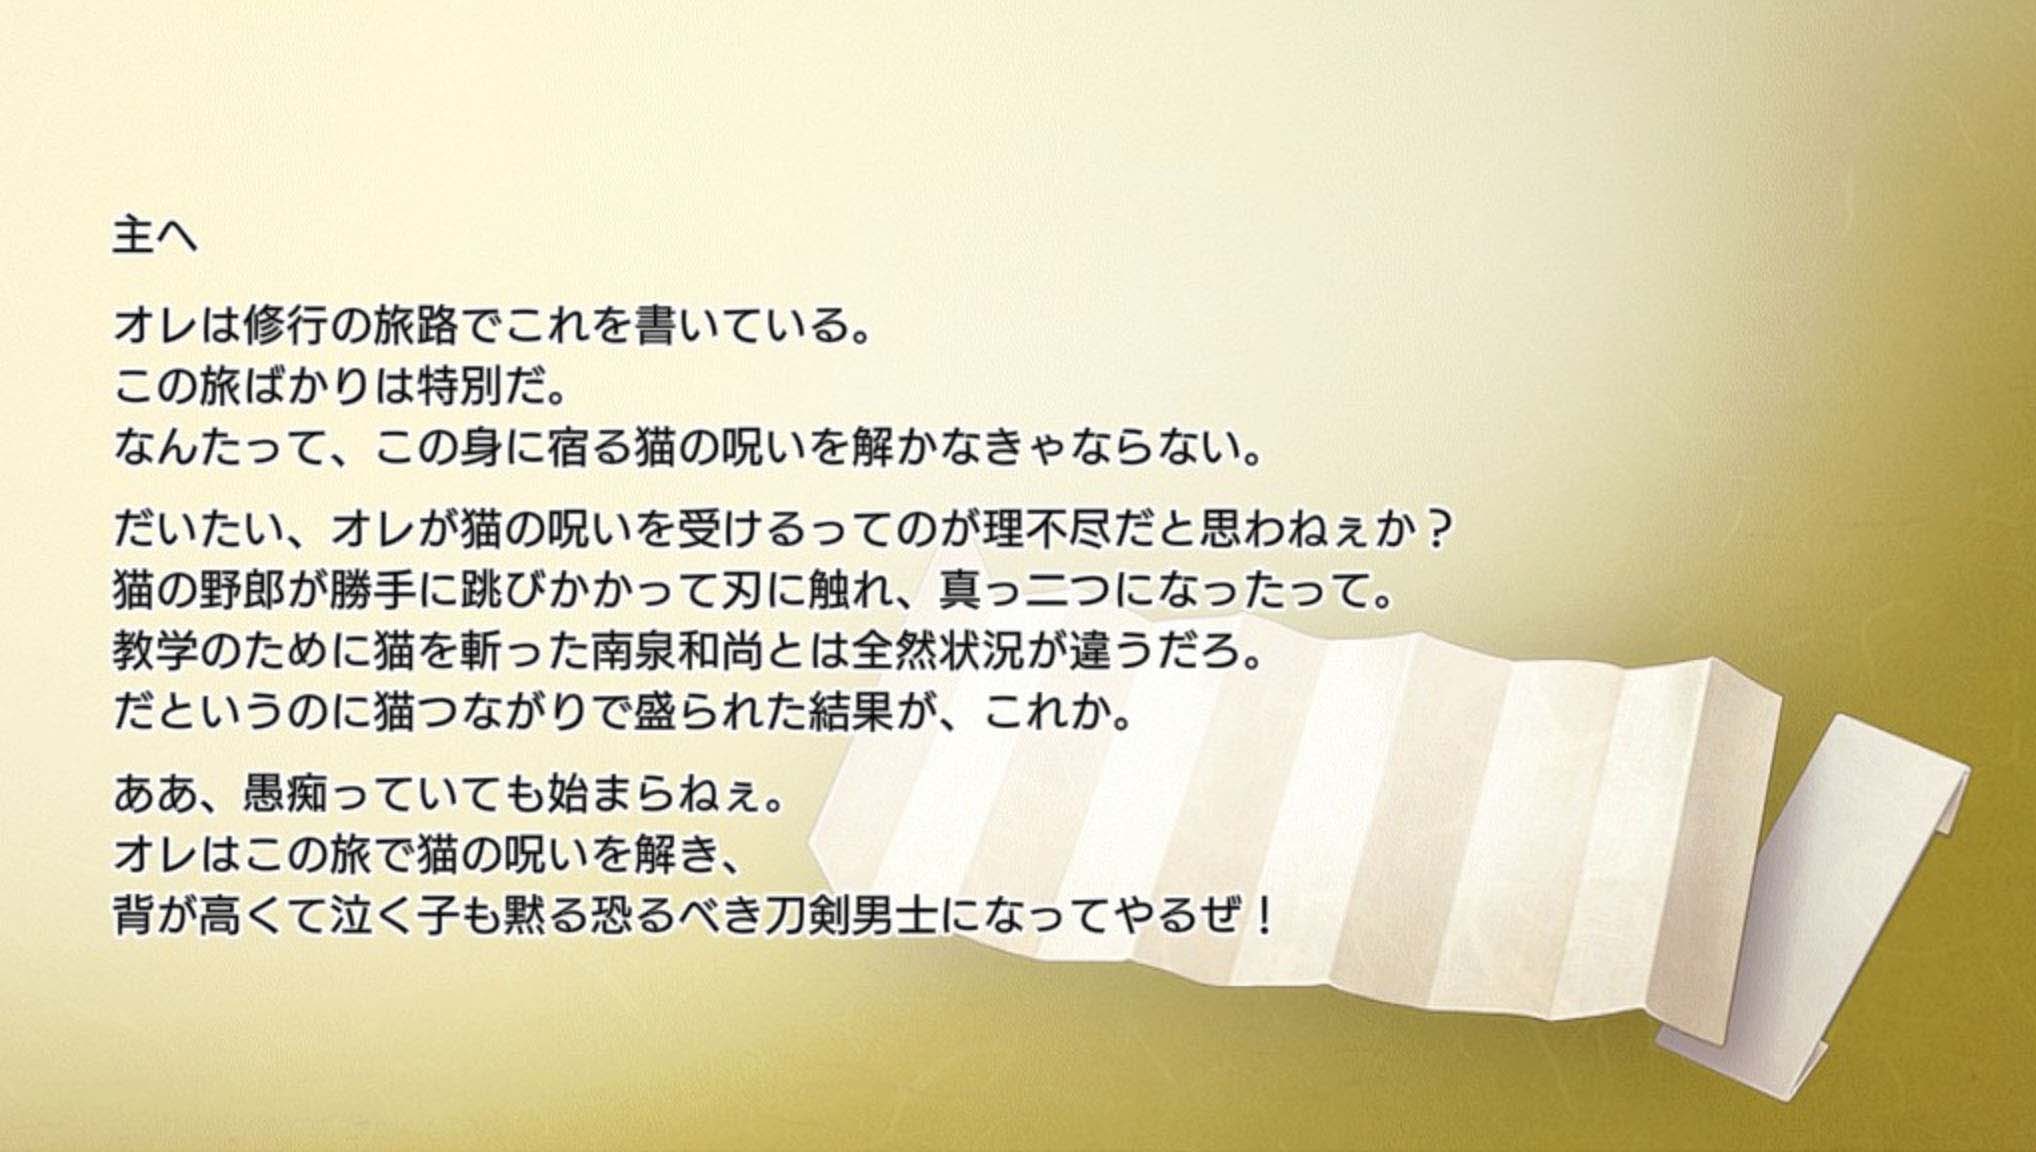 主へ
オレは修行の旅路でこれを書いている。
この旅ばかりは特別だ。
なんたって、この身に宿る猫の呪いを解かなきゃならない。
だいたい、オレが猫の呪いを受けるってのが理不尽だと思わねぇか？
猫の野郎が勝手に跳びかかって刃に触れ、真っ二つになったって。
教学のために猫を斬った南泉和尚とは全然状況が違うだろ。
だというのに猫つながりで盛られた結果が、これか。
ああ、愚痴っていても始まらねぇ。
オレはこの旅で猫の呪いを解き、
背が高くて泣く子も黙る恐るべき刀剣男士になってやるぜ！